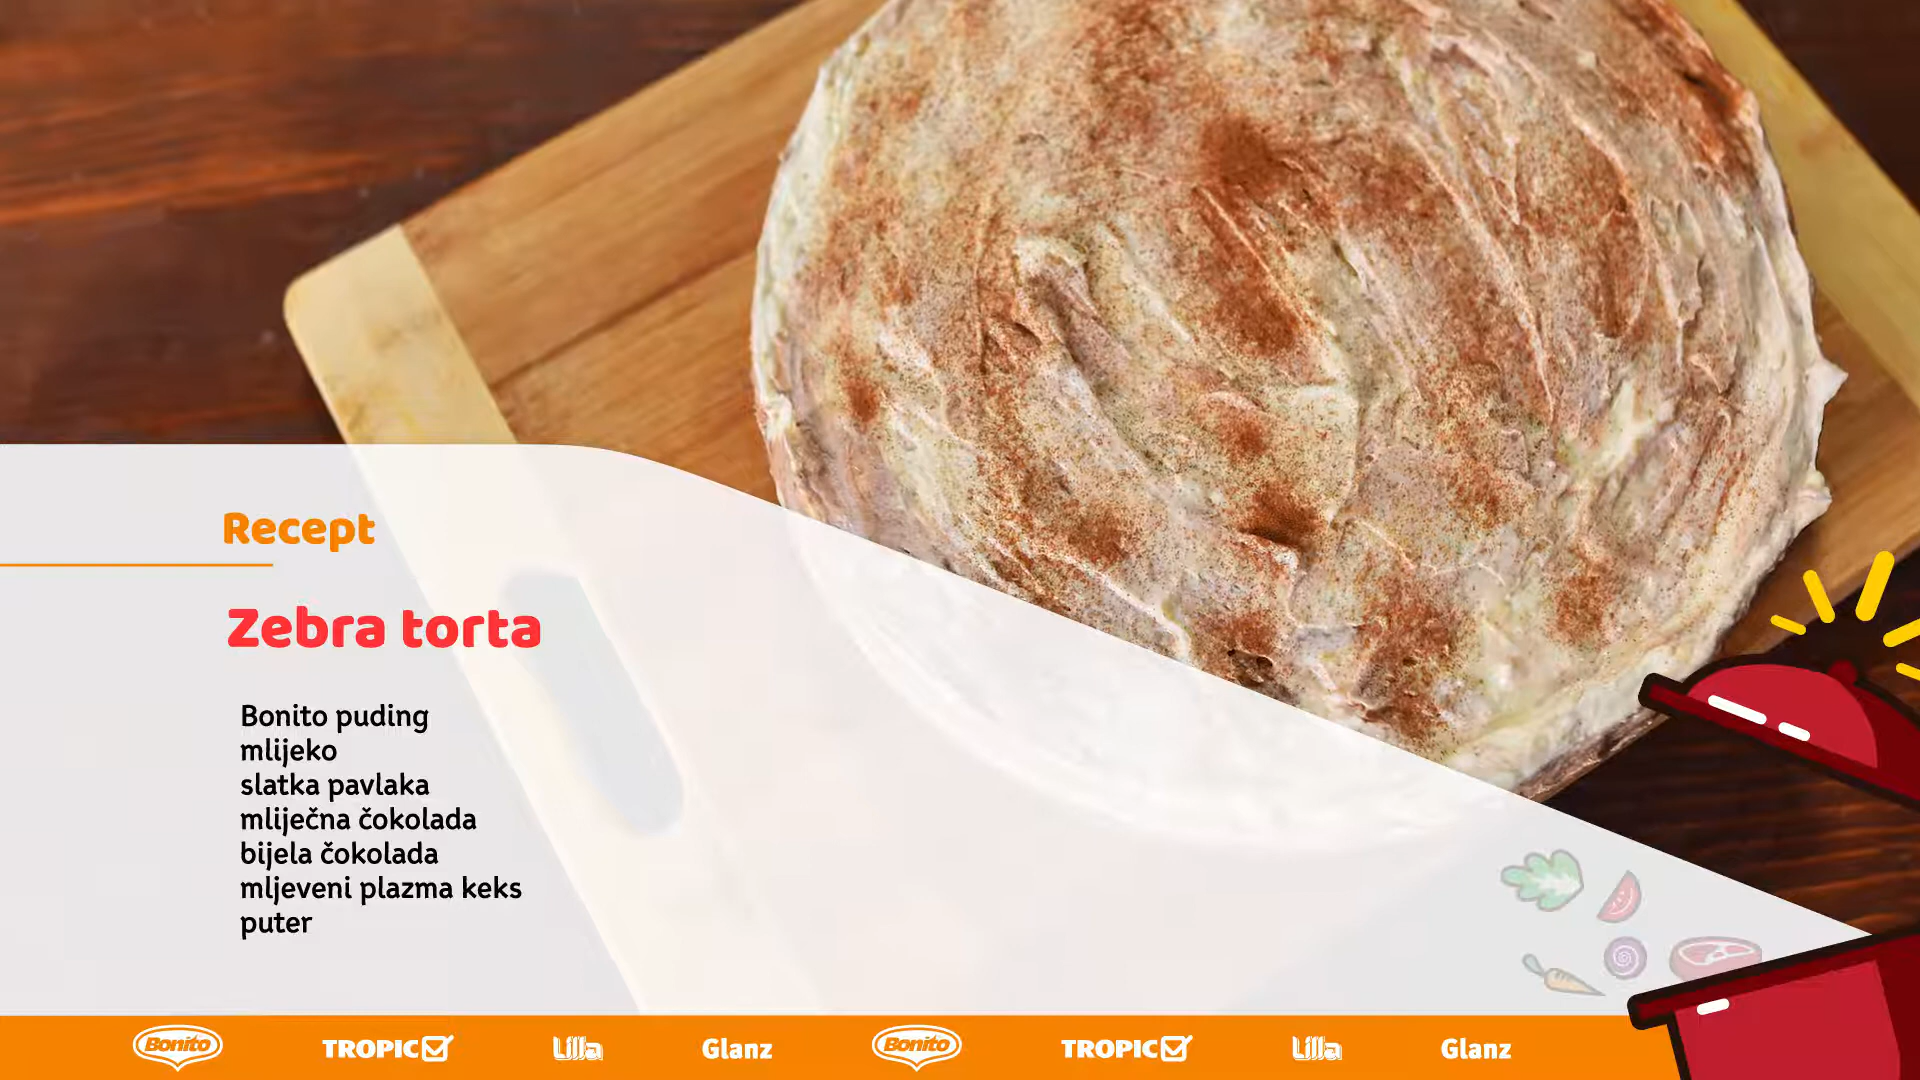 Recept
Zebra torta
Bonito puding
mlijeko
slatka pavlaka
mliječna čokolada
bijela čokolada
mljeveni plazma keks
puter
Bonito TROPIC Lilla Glanz Bonito TROPIC Lilla Glanz